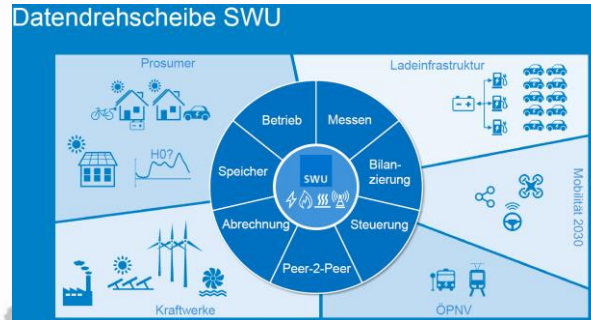 Datendrehscheibe SWU
Prosumer
Ladeinfrastruktur
Betrieb
Messen
H0?
Speicher
Bilan-
zierung
SWU
Abrechnung
Steuerung
Peer-2-Peer
Mobilität 2030
Kraftwerke
ÖPNV